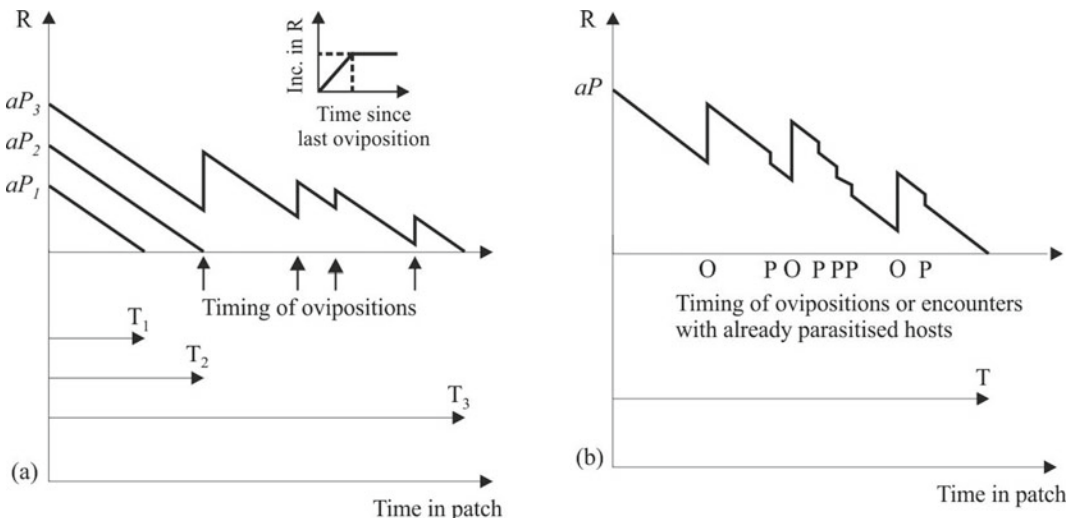 R
aP3
aP2
aP1
Inc. in R
Time since
last oviposition
Timing of ovipositions
T1
T2
T3
(a)
Time in patch
R
aP
O P O P PP O P
Timing of ovipositions or encounters
with already parasitised hosts
T
(b)
Time in patch